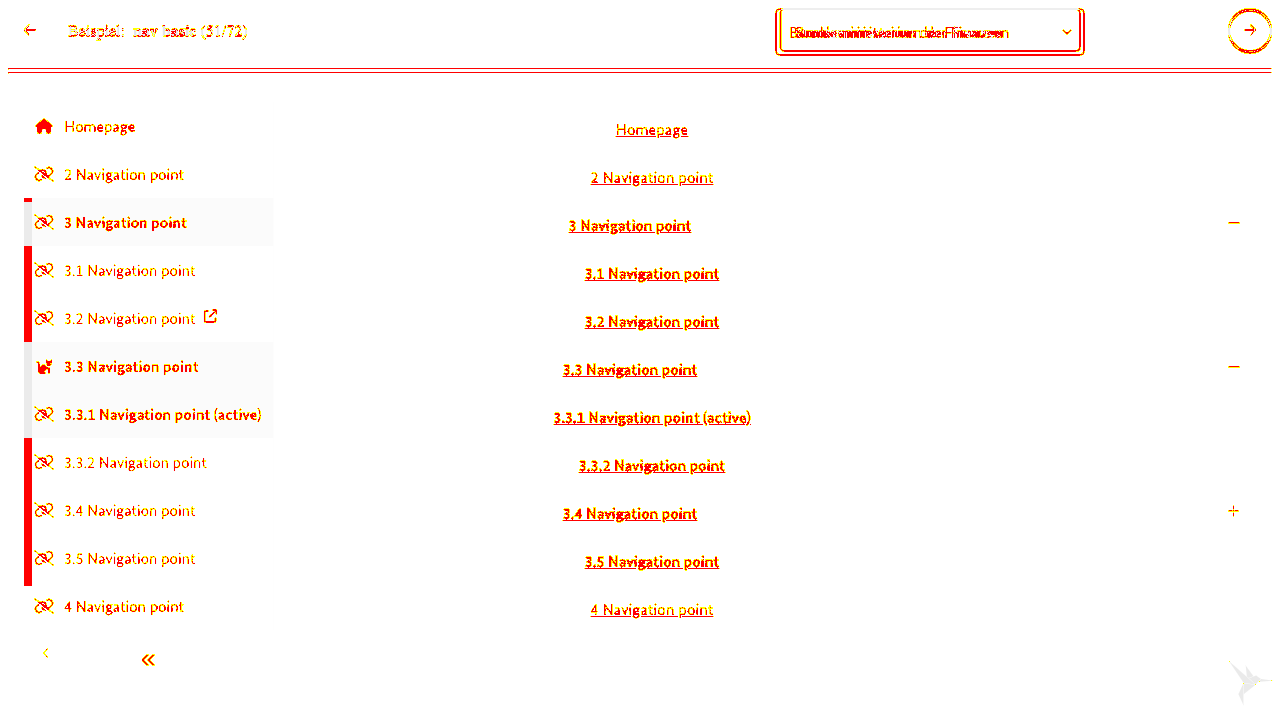 Beispiel: nav basic (51/72)
Homepage
2 Navigation point
3 Navigation point
3.1 Navigation point
3.2 Navigation point
3.3 Navigation point
3.3.1 Navigation point (active)
3.3.2 Navigation point
3.4 Navigation point
3.5 Navigation point
4 Navigation point
Homepage
2 Navigation point
3 Navigation point
3.1 Navigation point
3.2 Navigation point
3.3 Navigation point
3.3.1 Navigation point (active)
3.3.2 Navigation point
3.4 Navigation point
3.5 Navigation point
4 Navigation point